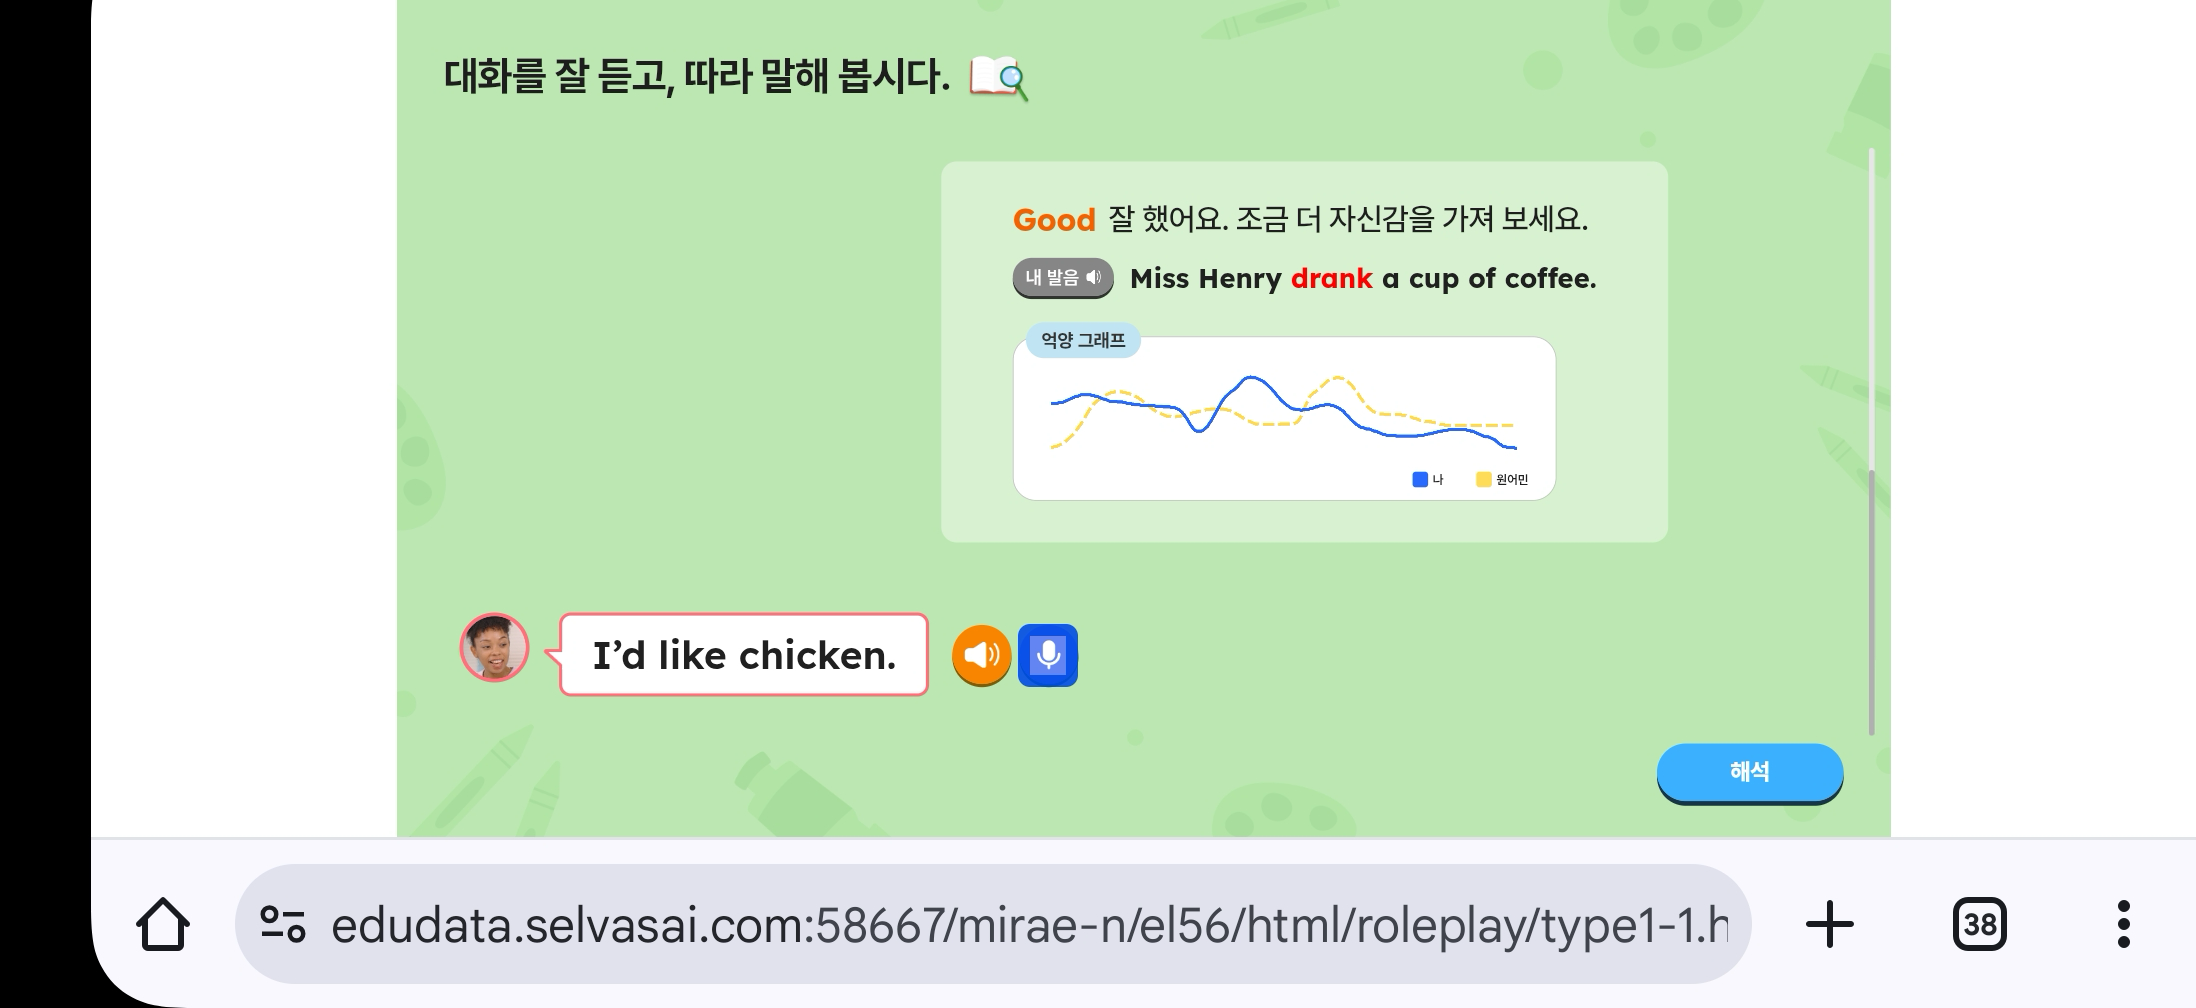 대화를 잘 듣고, 따라 말해 봅시다.
Good 잘 했어요. 조금 더 자신감을 가져 보세요.
내 발음 Miss Henry drank a cup of coffee.
억양 그래프
나 원어민
I’d like chicken.
해석
edudata.selvasai.com:58667/mirae-n/el56/html/roleplay/type1-1.h
38